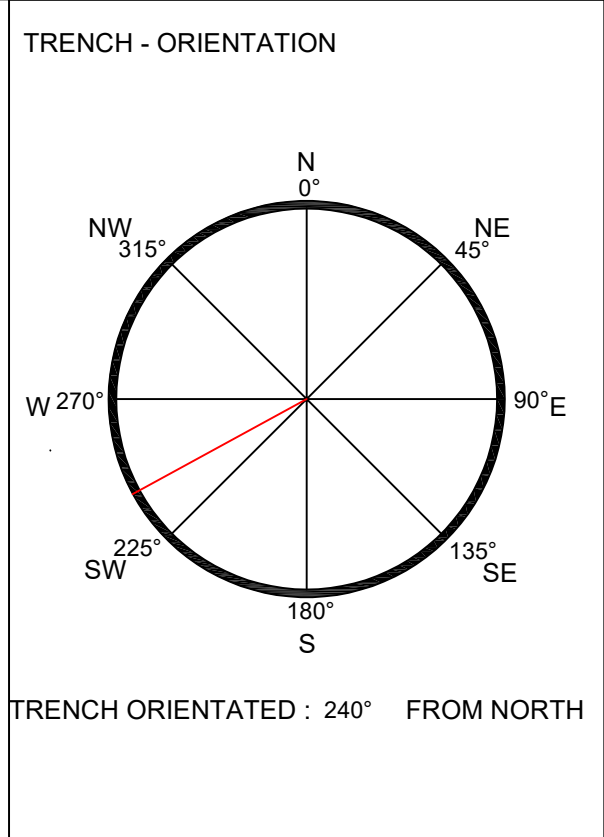 TRENCH - ORIENTATION
N
0°
NW
315°
NE
45°
W 270°
90° E
225°
SW
135°
SE
180°
S
TRENCH ORIENTATED : 240° FROM NORTH